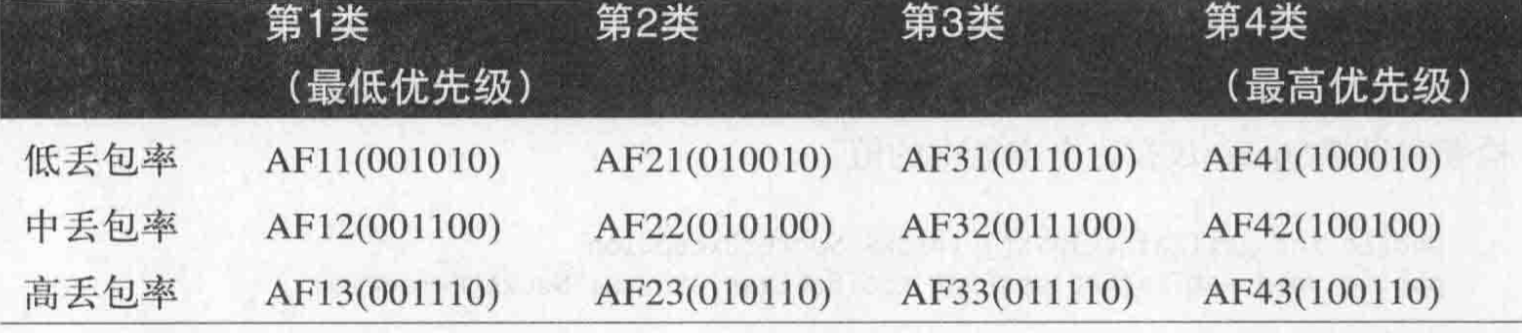 第1类 第2类 第3类 第4类
（最低优先级） （最高优先级）
低丢包率 AF11(001010) AF21(010010) AF31(011010) AF41(100010)
中丢包率 AF12(001100) AF22(010100) AF32(011100) AF42(100100)
高丢包率 AF13(001110) AF23(010110) AF33(011110) AF43(100110)